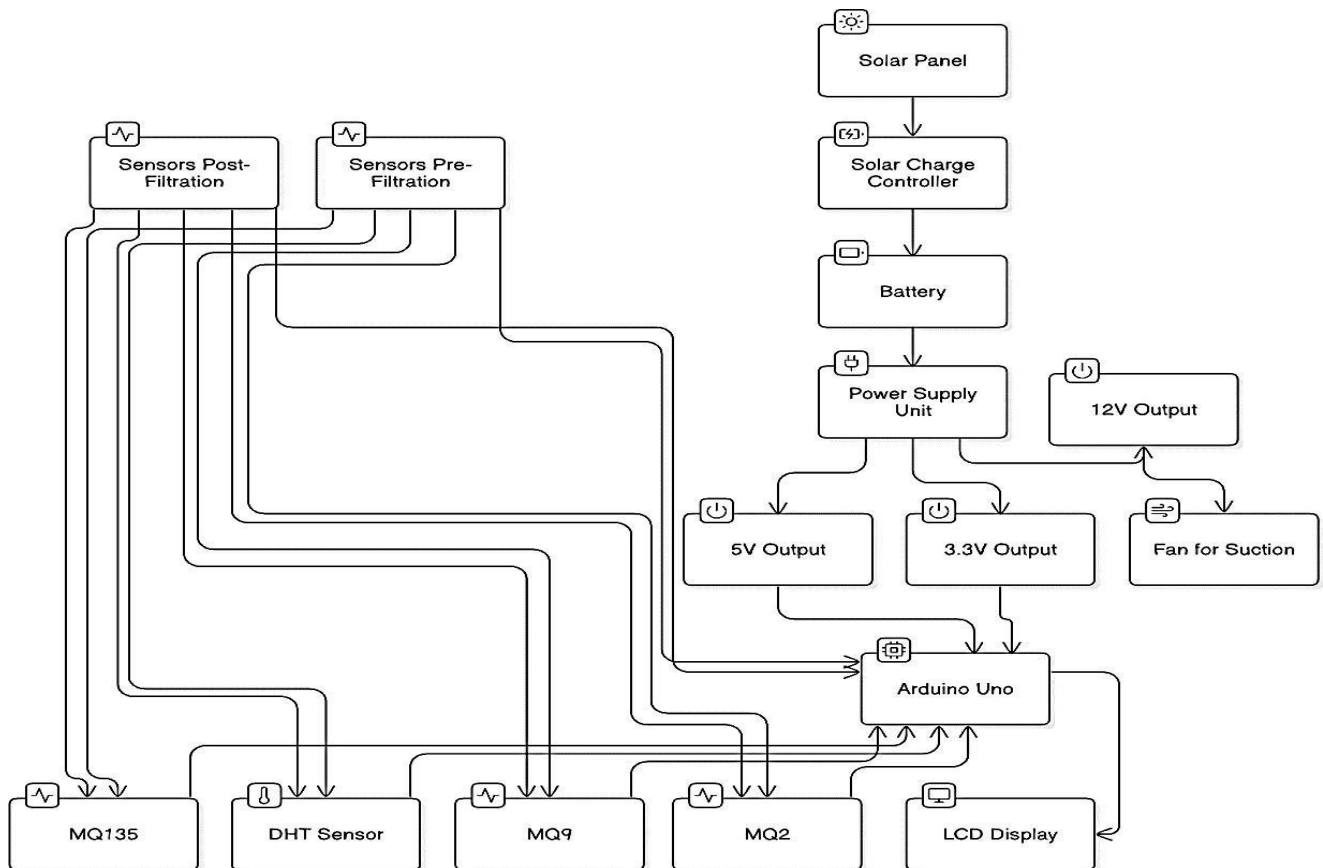 Solar Panel
Sensors Post-
Filtration
Sensors Pre-
Filtration
Solar Charge
Controller
Battery
Power Supply
Unit
12V Output
5V Output
3.3V Output
Fan for Suction
Arduino Uno
MQ135
DHT Sensor
MQ9
MQ2
LCD Display